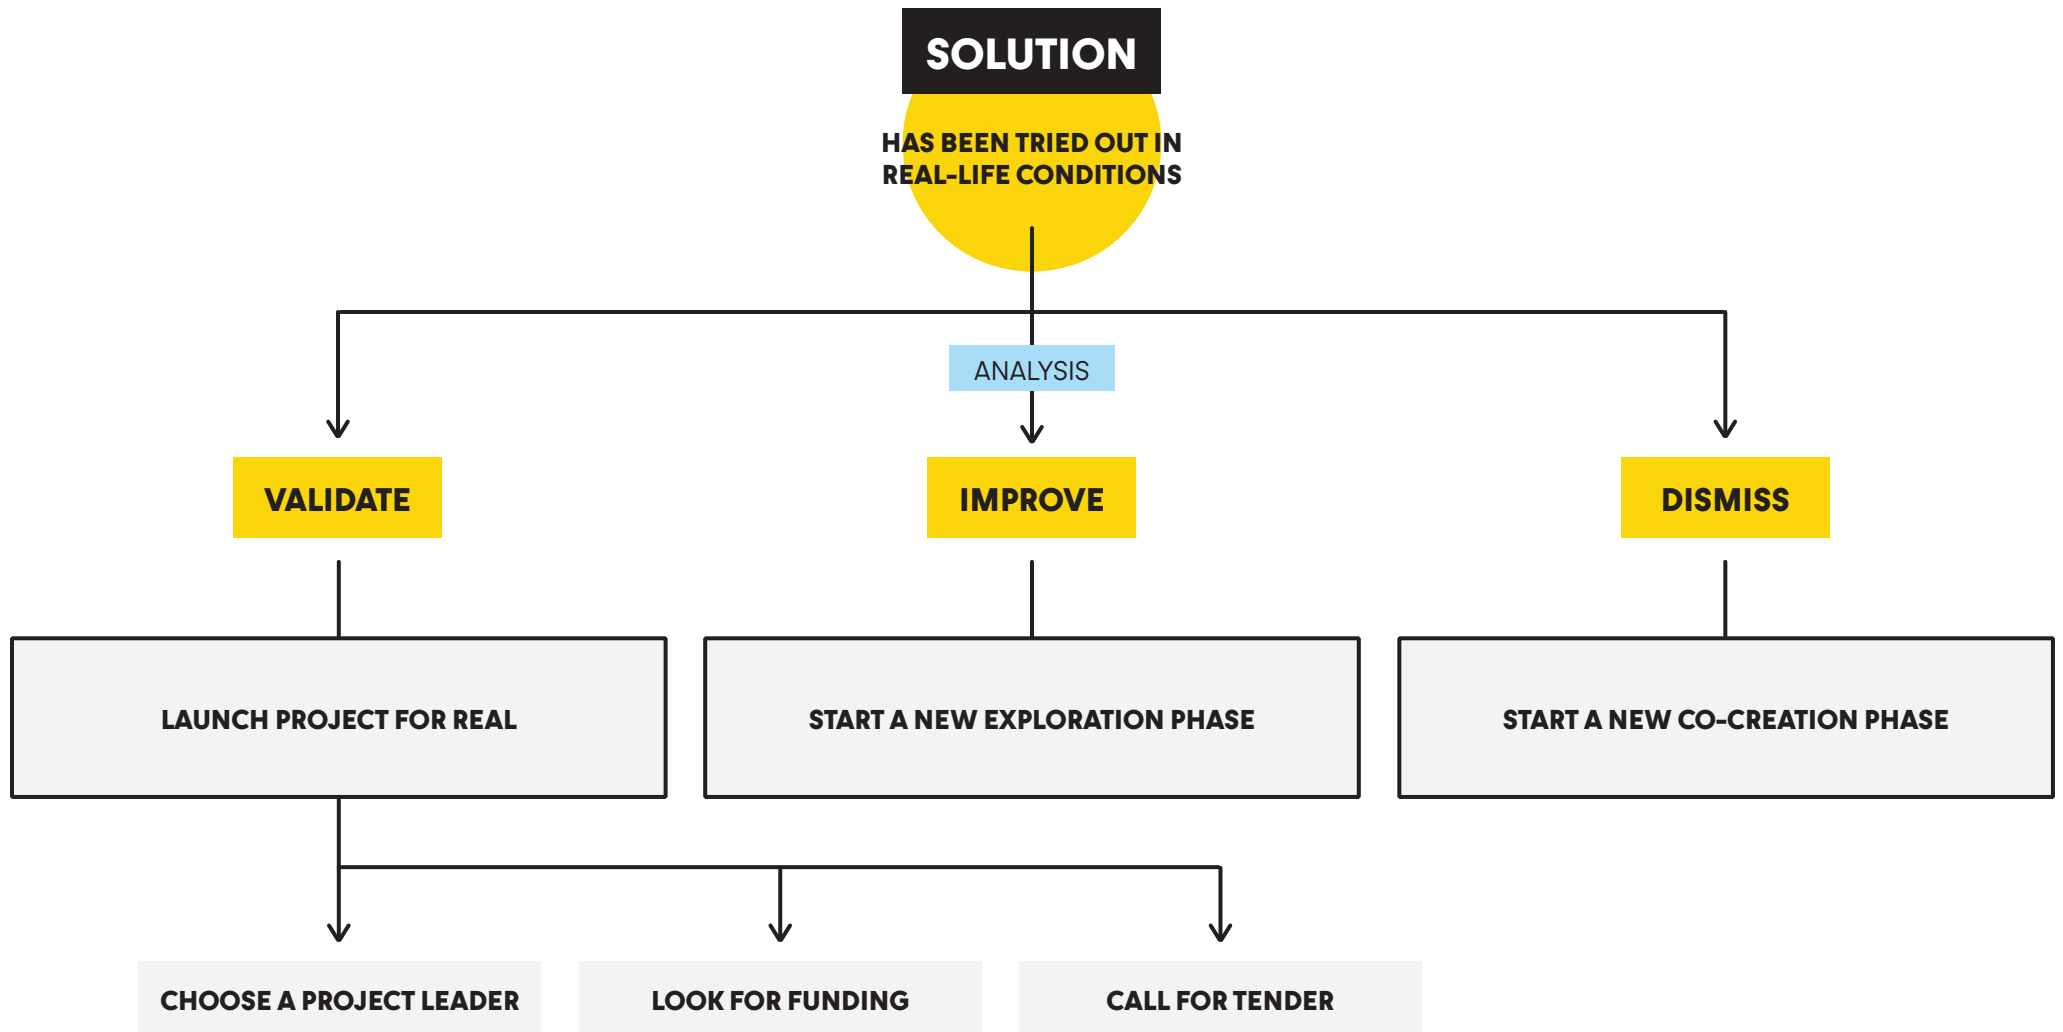 SOLUTION
HAS BEEN TRIED OUT IN
REAL-LIFE CONDITIONS
ANALYSIS
VALIDATE
IMPROVE
DISMISS
LAUNCH PROJECT FOR REAL
START A NEW EXPLORATION PHASE
START A NEW CO-CREATION PHASE
CHOOSE A PROJECT LEADER
LOOK FOR FUNDING
CALL FOR TENDER